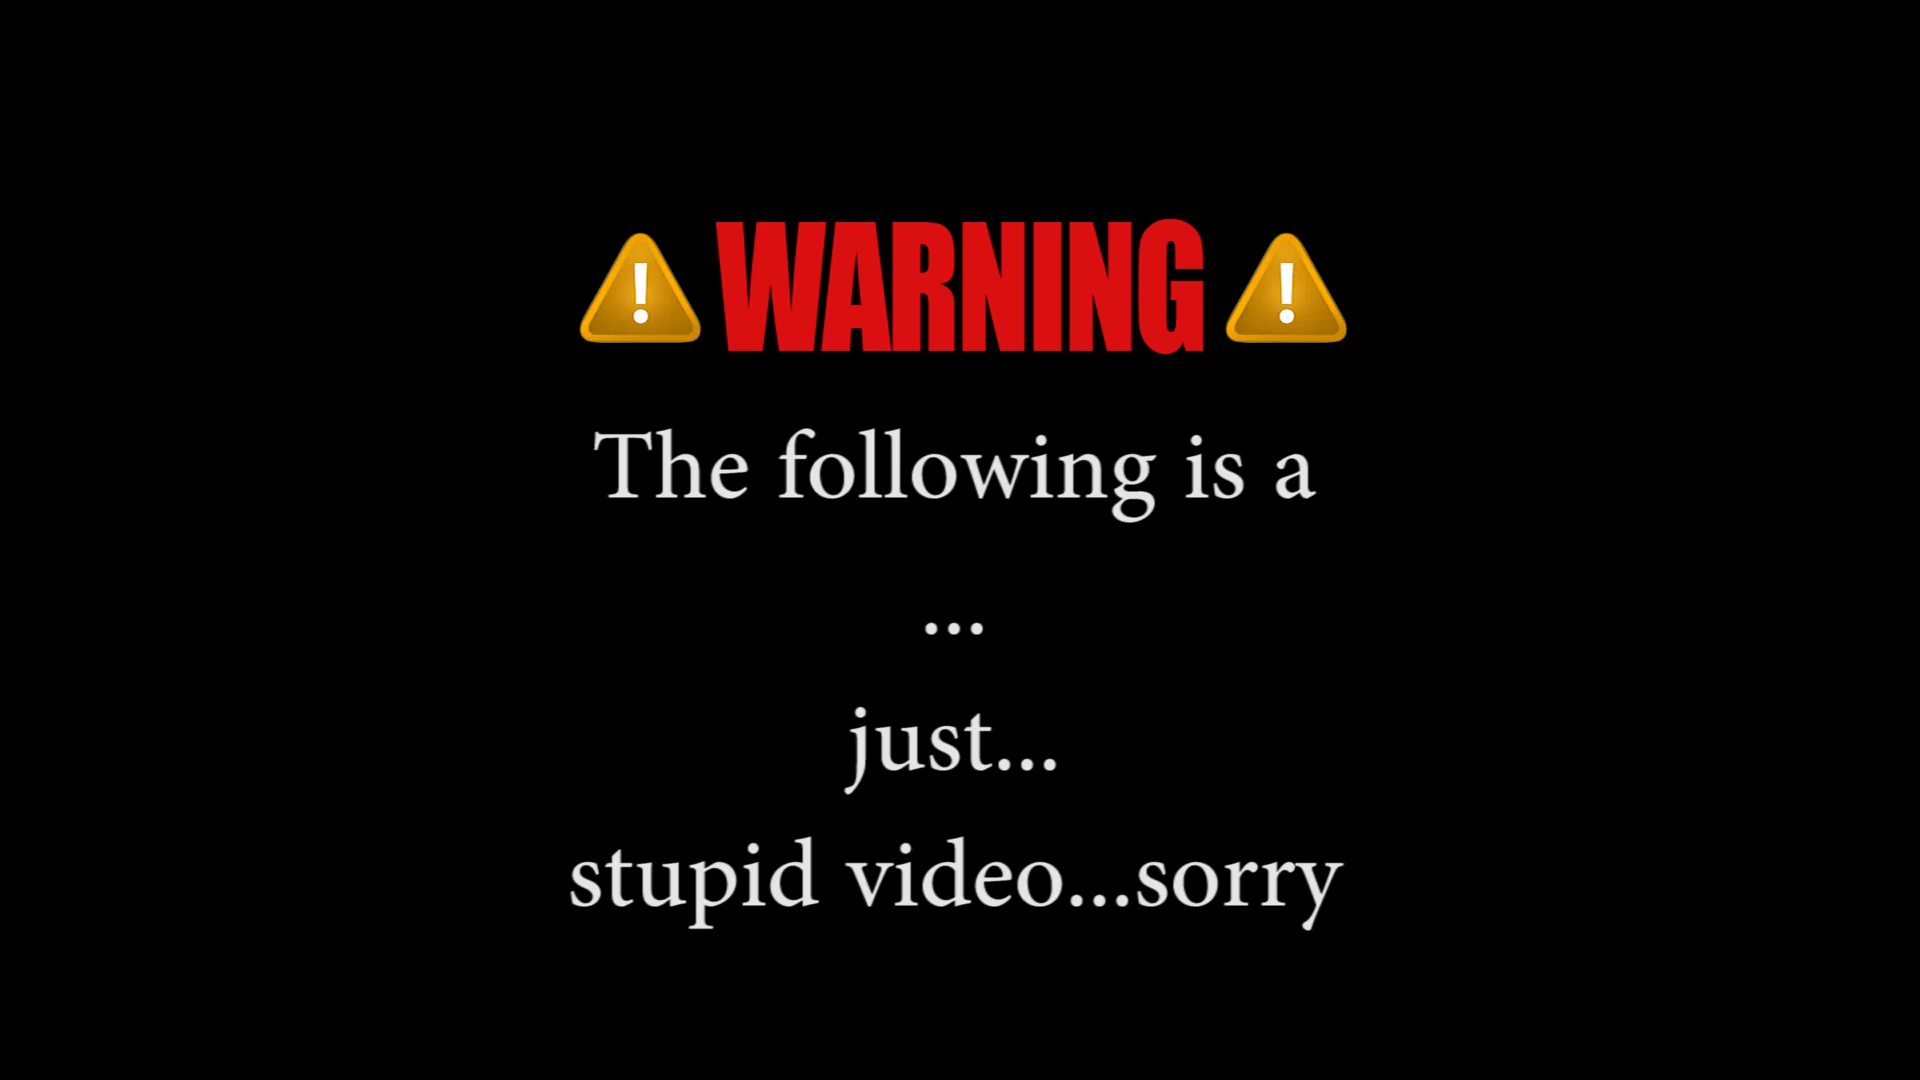 WARNING
The following is a
...
just...
stupid video...sorry